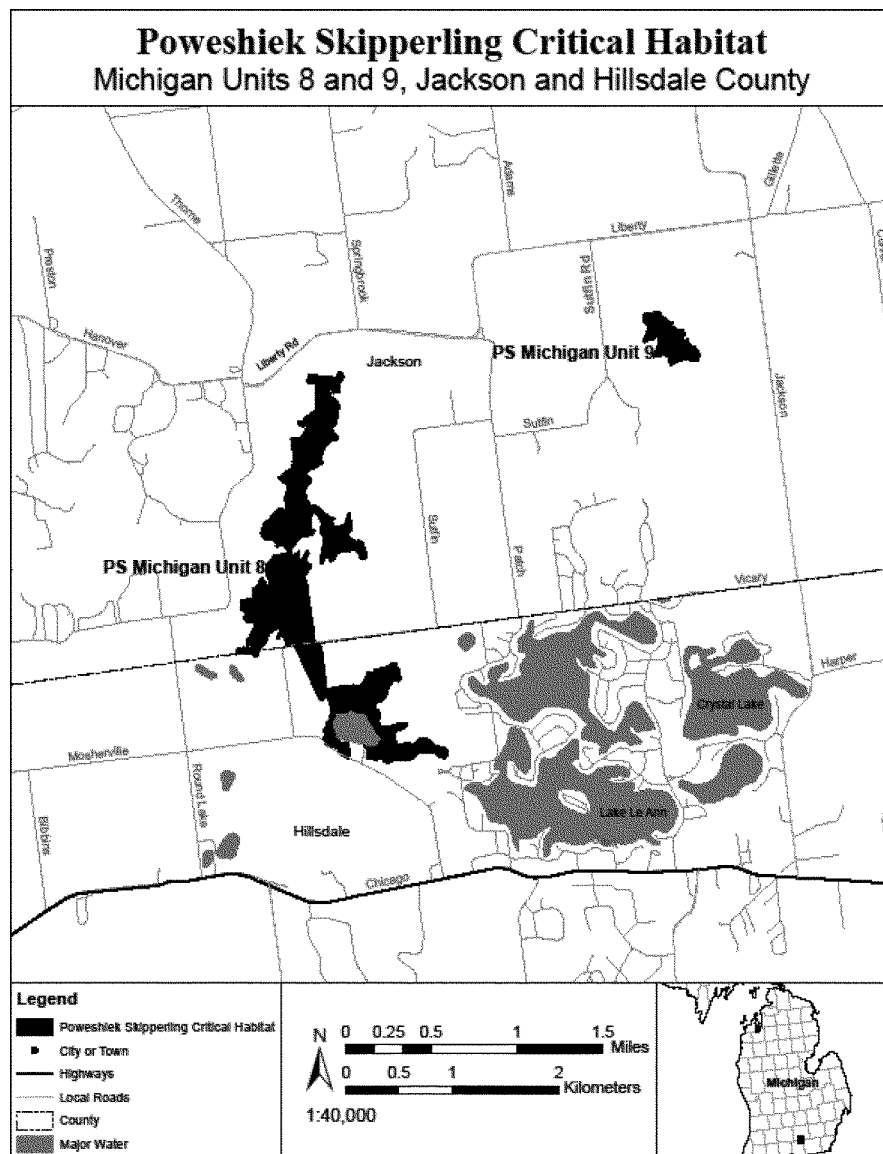 Poweshiek Skipperling Critical Habitat
Michigan Units 8 and 9, Jackson and Hillsdale County
Thorne
Adams
Gillette
Preston
Springbrook
Liberty
Sutfin Rd
Hanover
Liberty Rd
Jackson
PS Michigan Unit 9
Jackson
Sutfin
Sutfin
Patch
PS Michigan Unit 8
Vicary
Harper
Crystal Lake
Mosherville
Round Lake
Bibbins
Hillsdale
Lake Le Ann
Chicago
Legend
Poweshiek Skipperling Critical Habitat
City or Town
Highways
Local Roads
County
Major Water
N
0 0.25 0.5 1 1.5
Miles
0 0.5 1 2
Kilometers
1:40,000
Michigan